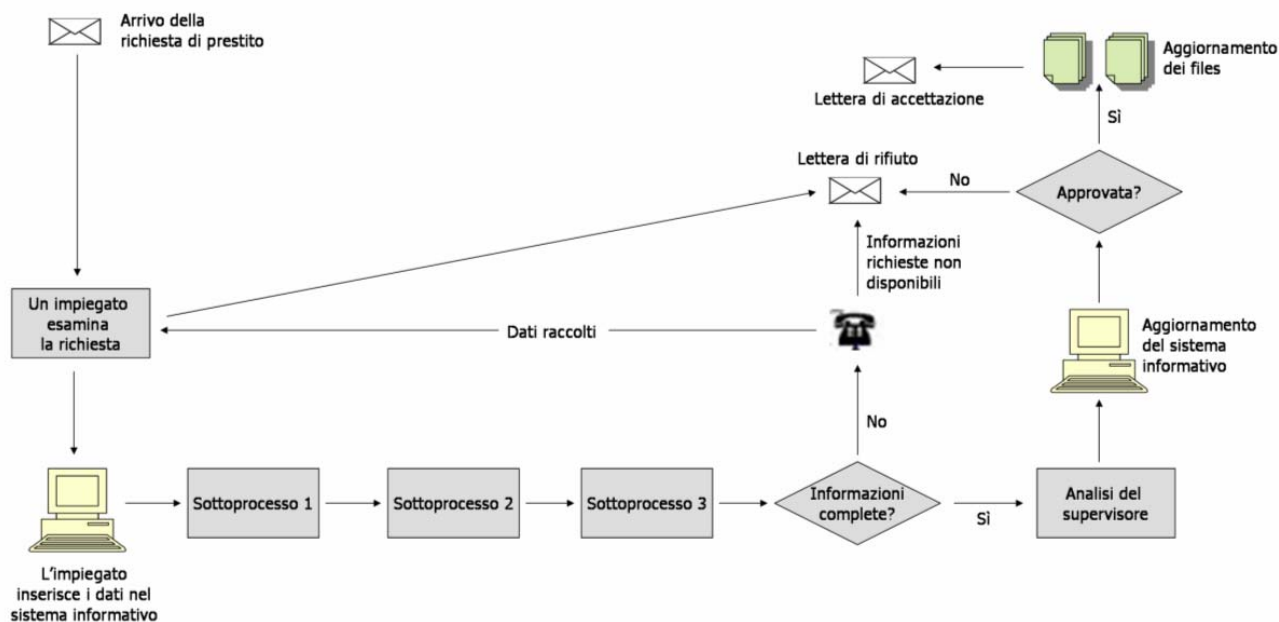 Arrivo della
richiesta di prestito
Aggiornamento
dei files
Lettera di accettazione
Sì
Lettera di rifiuto
No
Approvata?
Informazioni
richieste non
disponibili
Un impiegato
esamina
la richiesta
Dati raccolti
Aggiornamento
del sistema
informativo
No
Sottoprocesso 1
Sottoprocesso 2
Sottoprocesso 3
Informazioni
complete?
Sì
Analisi del
supervisore
L'impiegato
inserisce i dati nel
sistema informativo